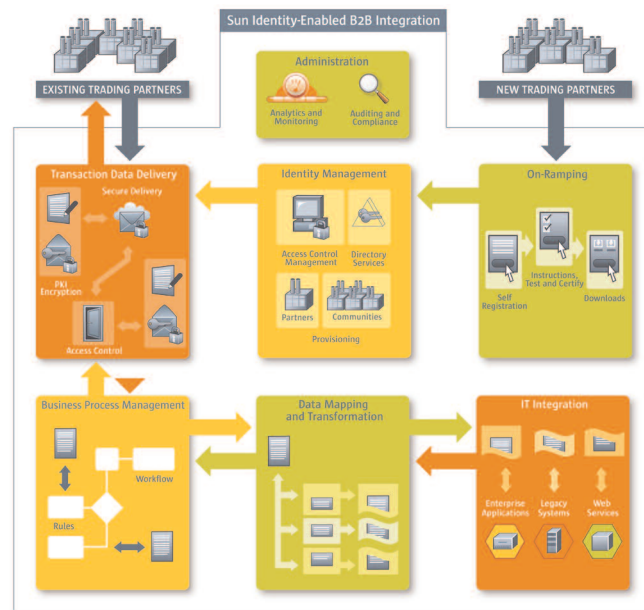 Sun Identity-Enabled B2B Integration
EXISTING TRADING PARTNERS
Administration
Analytics and
Monitoring
Auditing and
Compliance
NEW TRADING PARTNERS
Transaction Data Delivery
Secure Delivery
PKI
Encryption
Access Control
Identity Management
Access Control
Management
Directory
Services
Partners
Communities
Provisioning
On-Ramping
Self
Registration
Instructions,
Test and Certify
Downloads
Business Process Management
Workflow
Rules
Data Mapping
and Transformation
IT Integration
Enterprise
Applications
Legacy
Systems
Web
Services